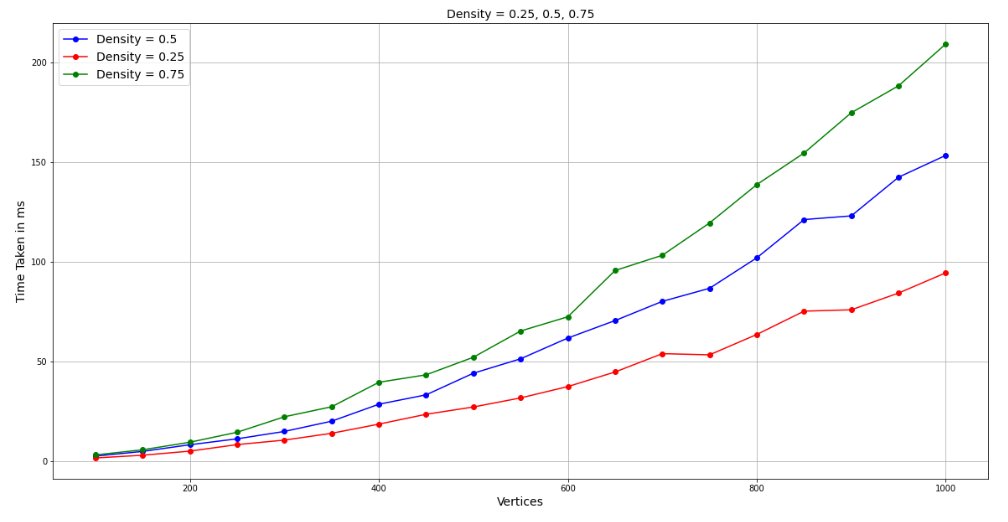 Density = 0.25, 0.5, 0.75
Density = 0.5
Density = 0.25
Density = 0.75
Time Taken in ms
200
150
100
50
0
200 400 600 800 1000
Vertices